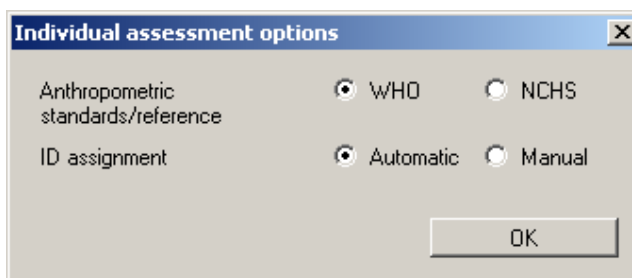 Individual assessment options
Anthropometric
standards/reference
WHO
NCHS
ID assignment
Automatic
Manual
OK